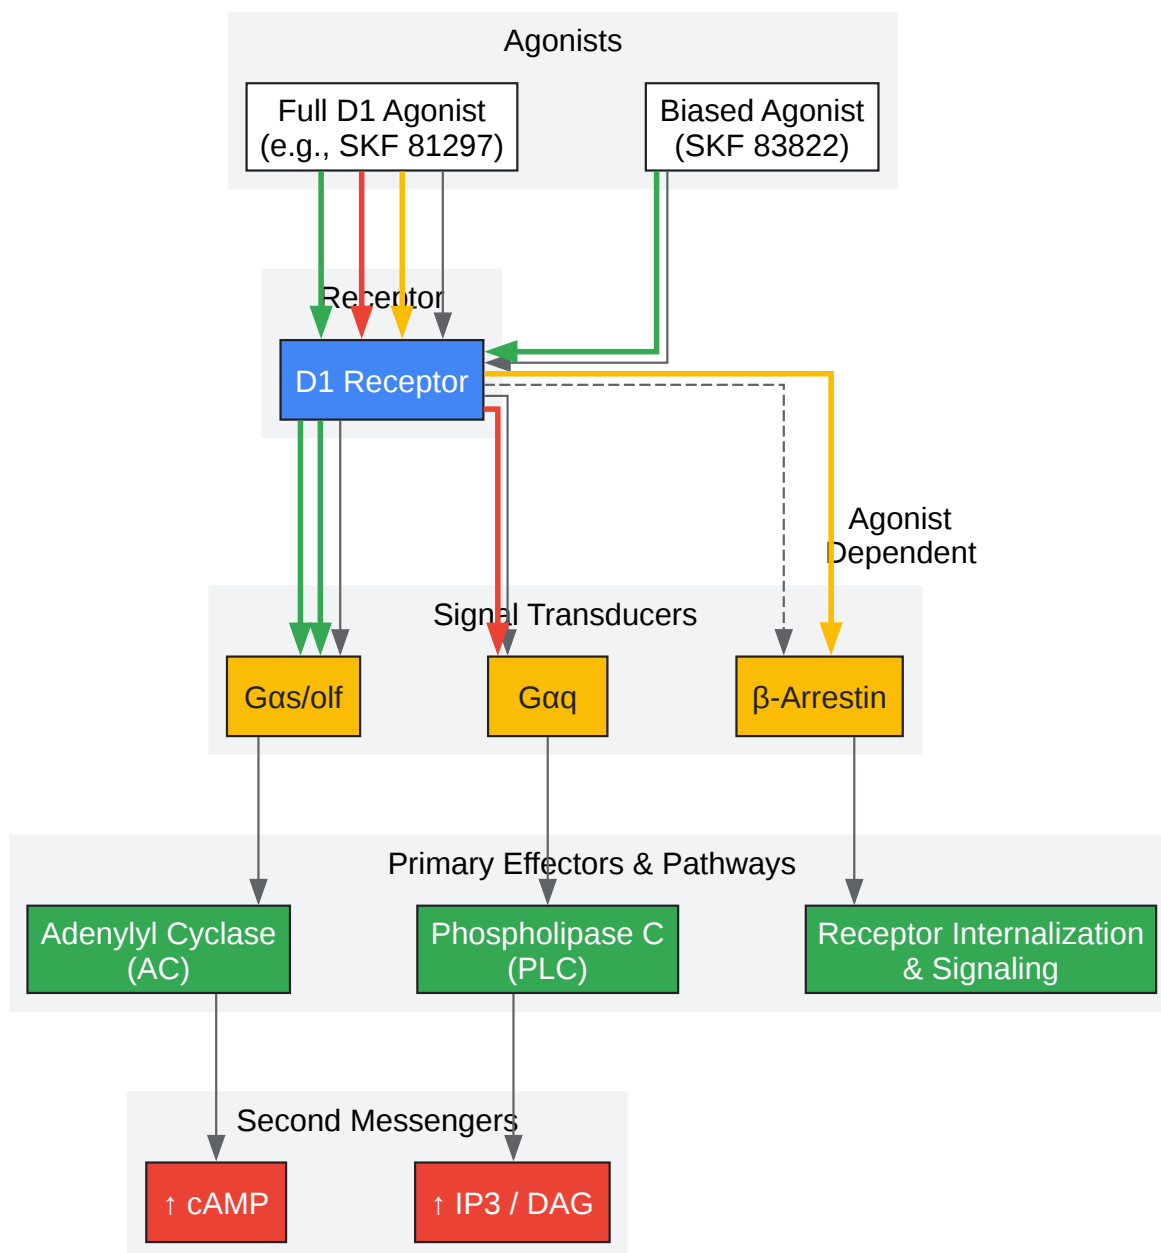 Agonists
Full D1 Agonist
(e.g., SKF 81297)
Biased Agonist
(SKF 83822)
Receptor
D1 Receptor
Agonist
Dependent
Signal Transducers
Gαs/olf
Gαq
β-Arrestin
Primary Effectors & Pathways
Adenylyl Cyclase
(AC)
Phospholipase C
(PLC)
Receptor Internalization
& Signaling
Second Messengers
↑ cAMP
↑ IP3 / DAG